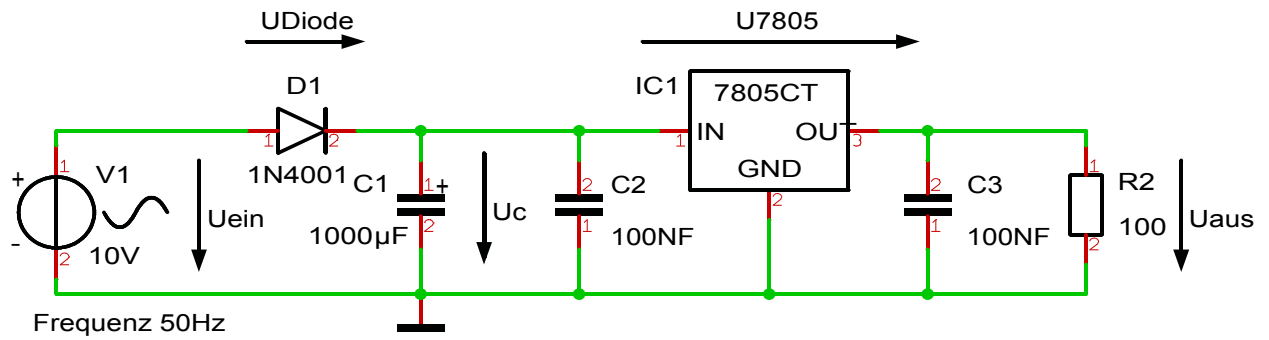 UDiode
U7805
D1
IC1
7805CT
1
2
1
IN
OUT
3
1N4001
GND
1
+
V1
-
2
10V
Uein
C1
1
+
2
1000µF
Uc
2
C2
1
100NF
2
2
C3
1
100NF
1
R2
100
2
Uaus
Frequenz 50Hz